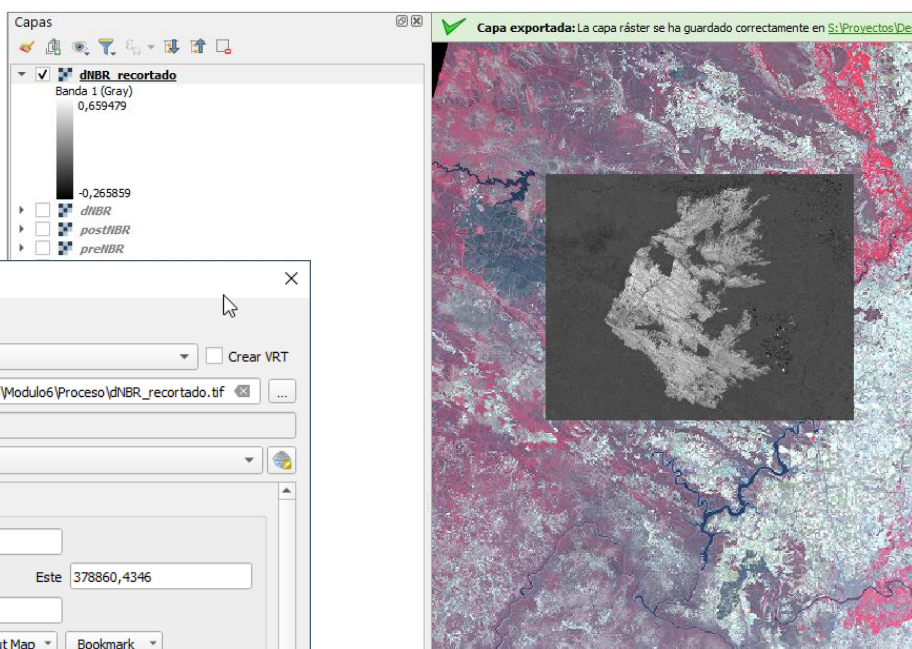 Capas
Capa exportada: La capa ráster se ha guardado correctamente en S:\Proyectos\De
dNBR_recortado
Banda 1 (Gray)
0,659479
-0,265859
dNBR
postNBR
preNBR
Crear VRT
\Modulo6\Proceso\dNBR_recortado.tif
...
Este 378860,4346
ut Map
Bookmark